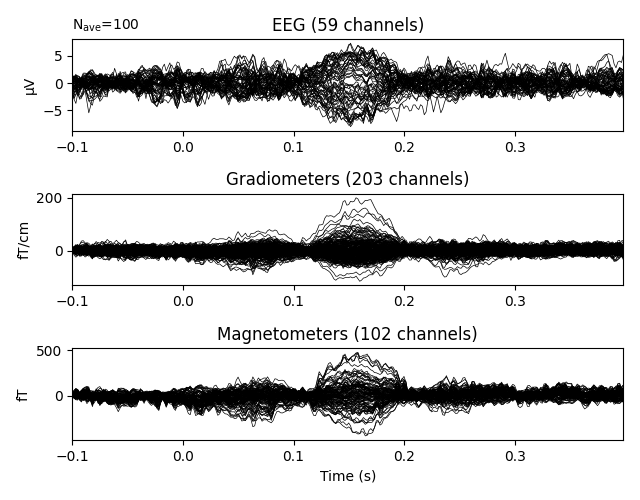 N_ave=100
EEG (59 channels)
5
0
−5
µV
−0.1 0.0 0.1 0.2 0.3
Gradiometers (203 channels)
200
0
fT/cm
−0.1 0.0 0.1 0.2 0.3
Magnetometers (102 channels)
500
0
fT
−0.1 0.0 0.1 0.2 0.3
Time (s)